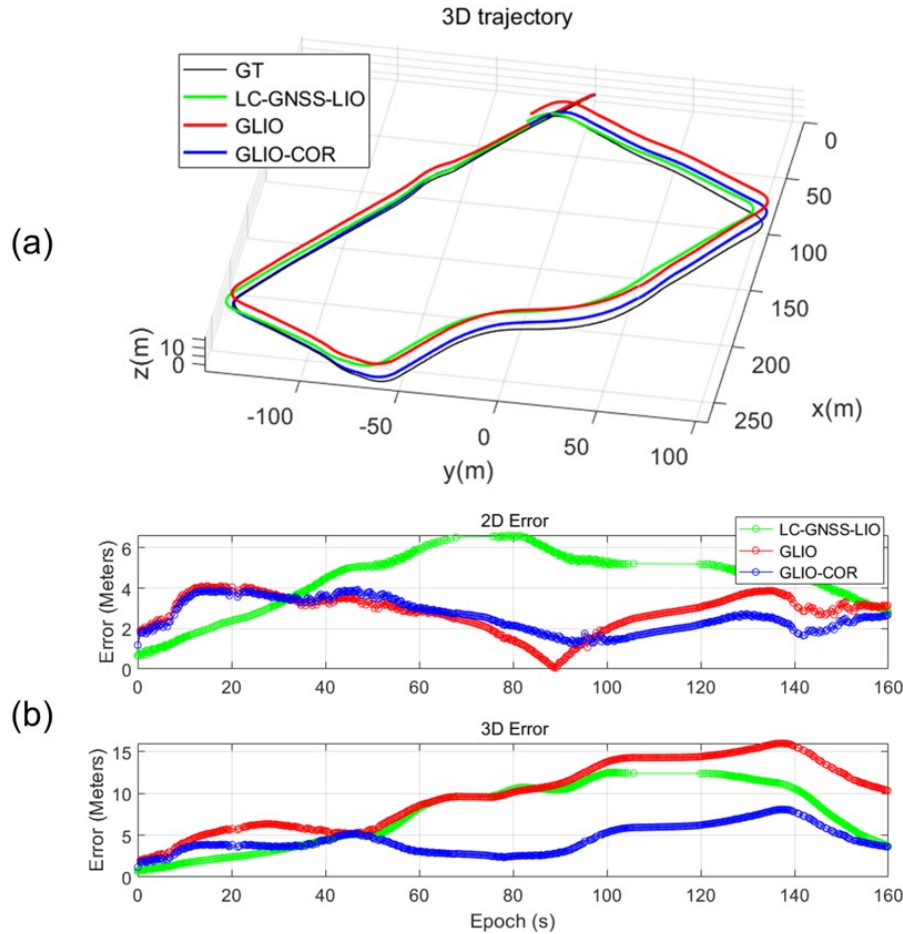 3D trajectory
GT
LC-GNSS-LIO
GLIO
GLIO-COR
(a)
0
50
100
150
200
250
x(m)
10
0
z(m)
-100
-50
0
50
100
y(m)
(b)
2D Error
LC-GNSS-LIO
GLIO
GLIO-COR
Error (Meters)
6
4
2
0
0 20 40 60 80 100 120 140 160
3D Error
Error (Meters)
15
10
5
0
0 20 40 60 80 100 120 140 160
Epoch (s)